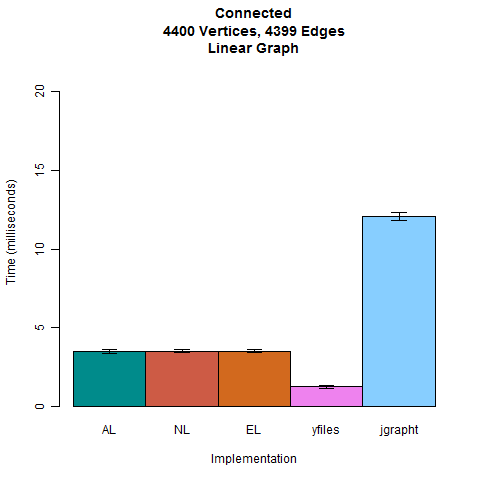 Connected
4400 Vertices, 4399 Edges
Linear Graph
20
15
10
5
0
Time (milliseconds)
AL NL EL yfiles jgrapht
Implementation